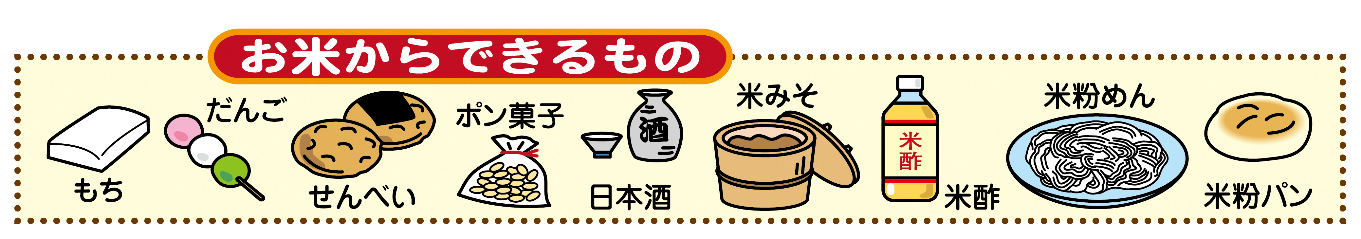 お米からできるもの
もち
だんご
せんべい
ポン菓子
酒
日本酒
米みそ
米酢
米酢
米粉めん
米粉パン